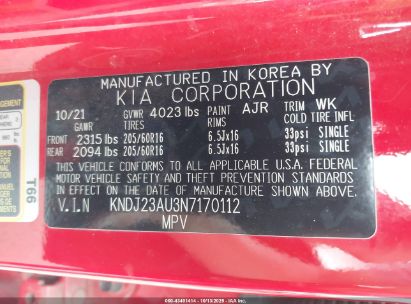 MANUFACTURED IN KOREA BY
KIA CORPORATION
10/21 GVWR 4023 lbs PAINT AJR TRIM WK
GAWR TIRES RIMS COLD TIRE INFL
FRONT 2315 lbs 205/60R16 6.5Jx16 33psi SINGLE
REAR 2094 lbs 205/60R16 6.5Jx16 33psi SINGLE
THIS VEHICLE CONFORMS TO ALL APPLICABLE U.S.A. FEDERAL
MOTOR VEHICLE SAFETY AND THEFT PREVENTION STANDARDS
IN EFFECT ON THE DATE OF MANUFACTURE SHOWN ABOVE.
V.I.N KNDJ23AU3N7170112
MPV
T66